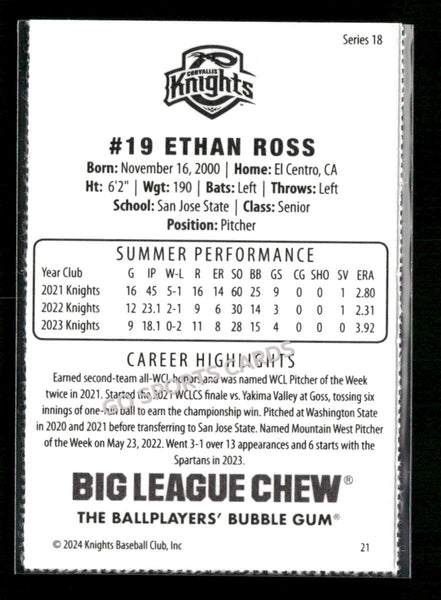 Series 18
CORVALLIS
Knights
#19 ETHAN ROSS
Born: November 16, 2000 | Home: El Centro, CA
Ht: 6'2" | Wgt: 190 | Bats: Left | Throws: Left
School: San Jose State | Class: Senior
Position: Pitcher
SUMMER PERFORMANCE
Year Club G IP W-L R ER SO BB GS CG SHO SV ERA
2021 Knights 16 45 5-1 16 14 60 25 9 0 0 1 2.80
2022 Knights 12 23.1 2-1 9 6 30 14 3 0 0 1 2.31
2023 Knights 9 18.1 0-2 11 8 28 15 4 0 0 0 3.92
CAREER HIGHLIGHTS
Earned second-team all-WCL honors and was named WCL Pitcher of the Week
twice in 2021. Started the 2021 WCLCS finale vs. Yakima Valley at Goss, tossing six
innings of one-run ball to earn the championship win. Pitched at Washington State
in 2020 and 2021 before transferring to San Jose State. Named Mountain West Pitcher
of the Week on May 23, 2022. Went 3-1 over 13 appearances and 6 starts with the
Spartans in 2023.
BIG LEAGUE CHEW®
THE BALLPLAYERS' BUBBLE GUM®
© 2024 Knights Baseball Club, Inc
21